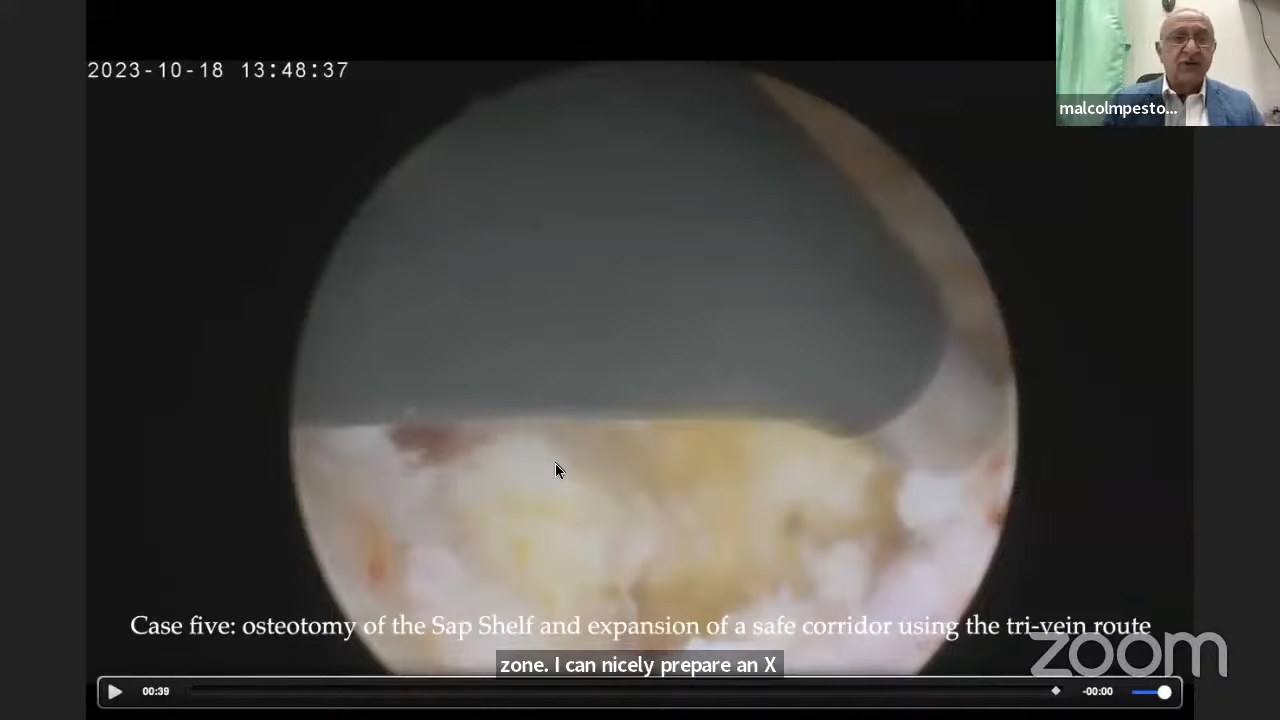 2023-10-18 13:48:37
malcolmpesto...
Case five: osteotomy of the Sap Shelf and expansion of a safe corridor using the tri-vein route
zoom
zone. I can nicely prepare an X
00:39
-00:00